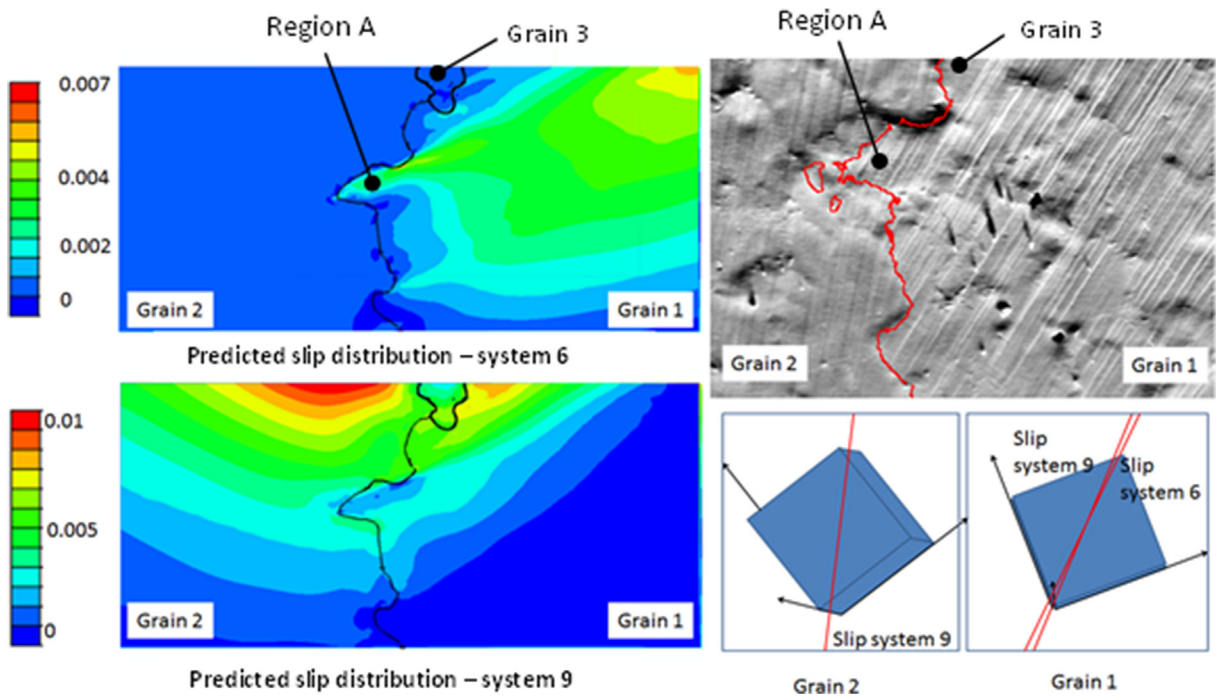 Region A
Grain 3
0.007
0.004
0.002
0
Grain 2
Grain 1
Predicted slip distribution – system 6
0.01
0.005
0
Grain 2
Grain 1
Predicted slip distribution – system 9
Region A
Grain 3
Grain 2
Grain 1
Slip system 9
Grain 2
Slip
system 9
Slip
system 6
Grain 1